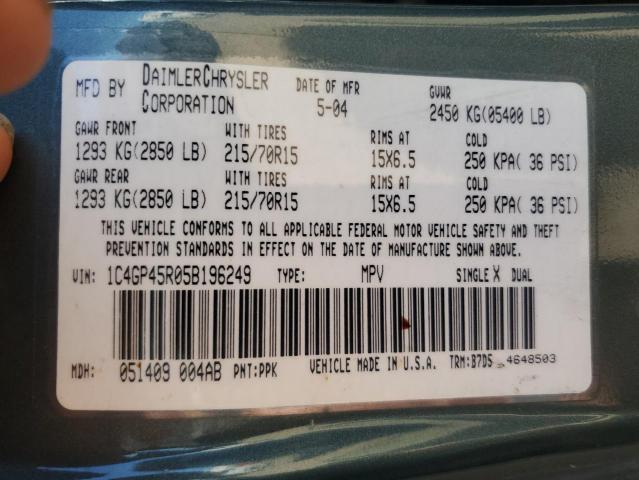 MFD BY DAIMLERCHRYSLER CORPORATION DATE OF MFR 5-04 GVWR 2450 KG(05400 LB)
GAWR FRONT WITH TIRES RIMS AT COLD
1293 KG(2850 LB) 215/70R15 15X6.5 250 KPA( 36 PSI)
GAWR REAR WITH TIRES RIMS AT COLD
1293 KG(2850 LB) 215/70R15 15X6.5 250 KPA( 36 PSI)
THIS VEHICLE CONFORMS TO ALL APPLICABLE FEDERAL MOTOR VEHICLE SAFETY AND THEFT
PREVENTION STANDARDS IN EFFECT ON THE DATE OF MANUFACTURE SHOWN ABOVE.
VIN: 1C4GP45R05B196249 TYPE: MPV SINGLE X DUAL
MDH: 051409 004AB PNT:PPK VEHICLE MADE IN U.S.A. TRM:B7DS 4648503